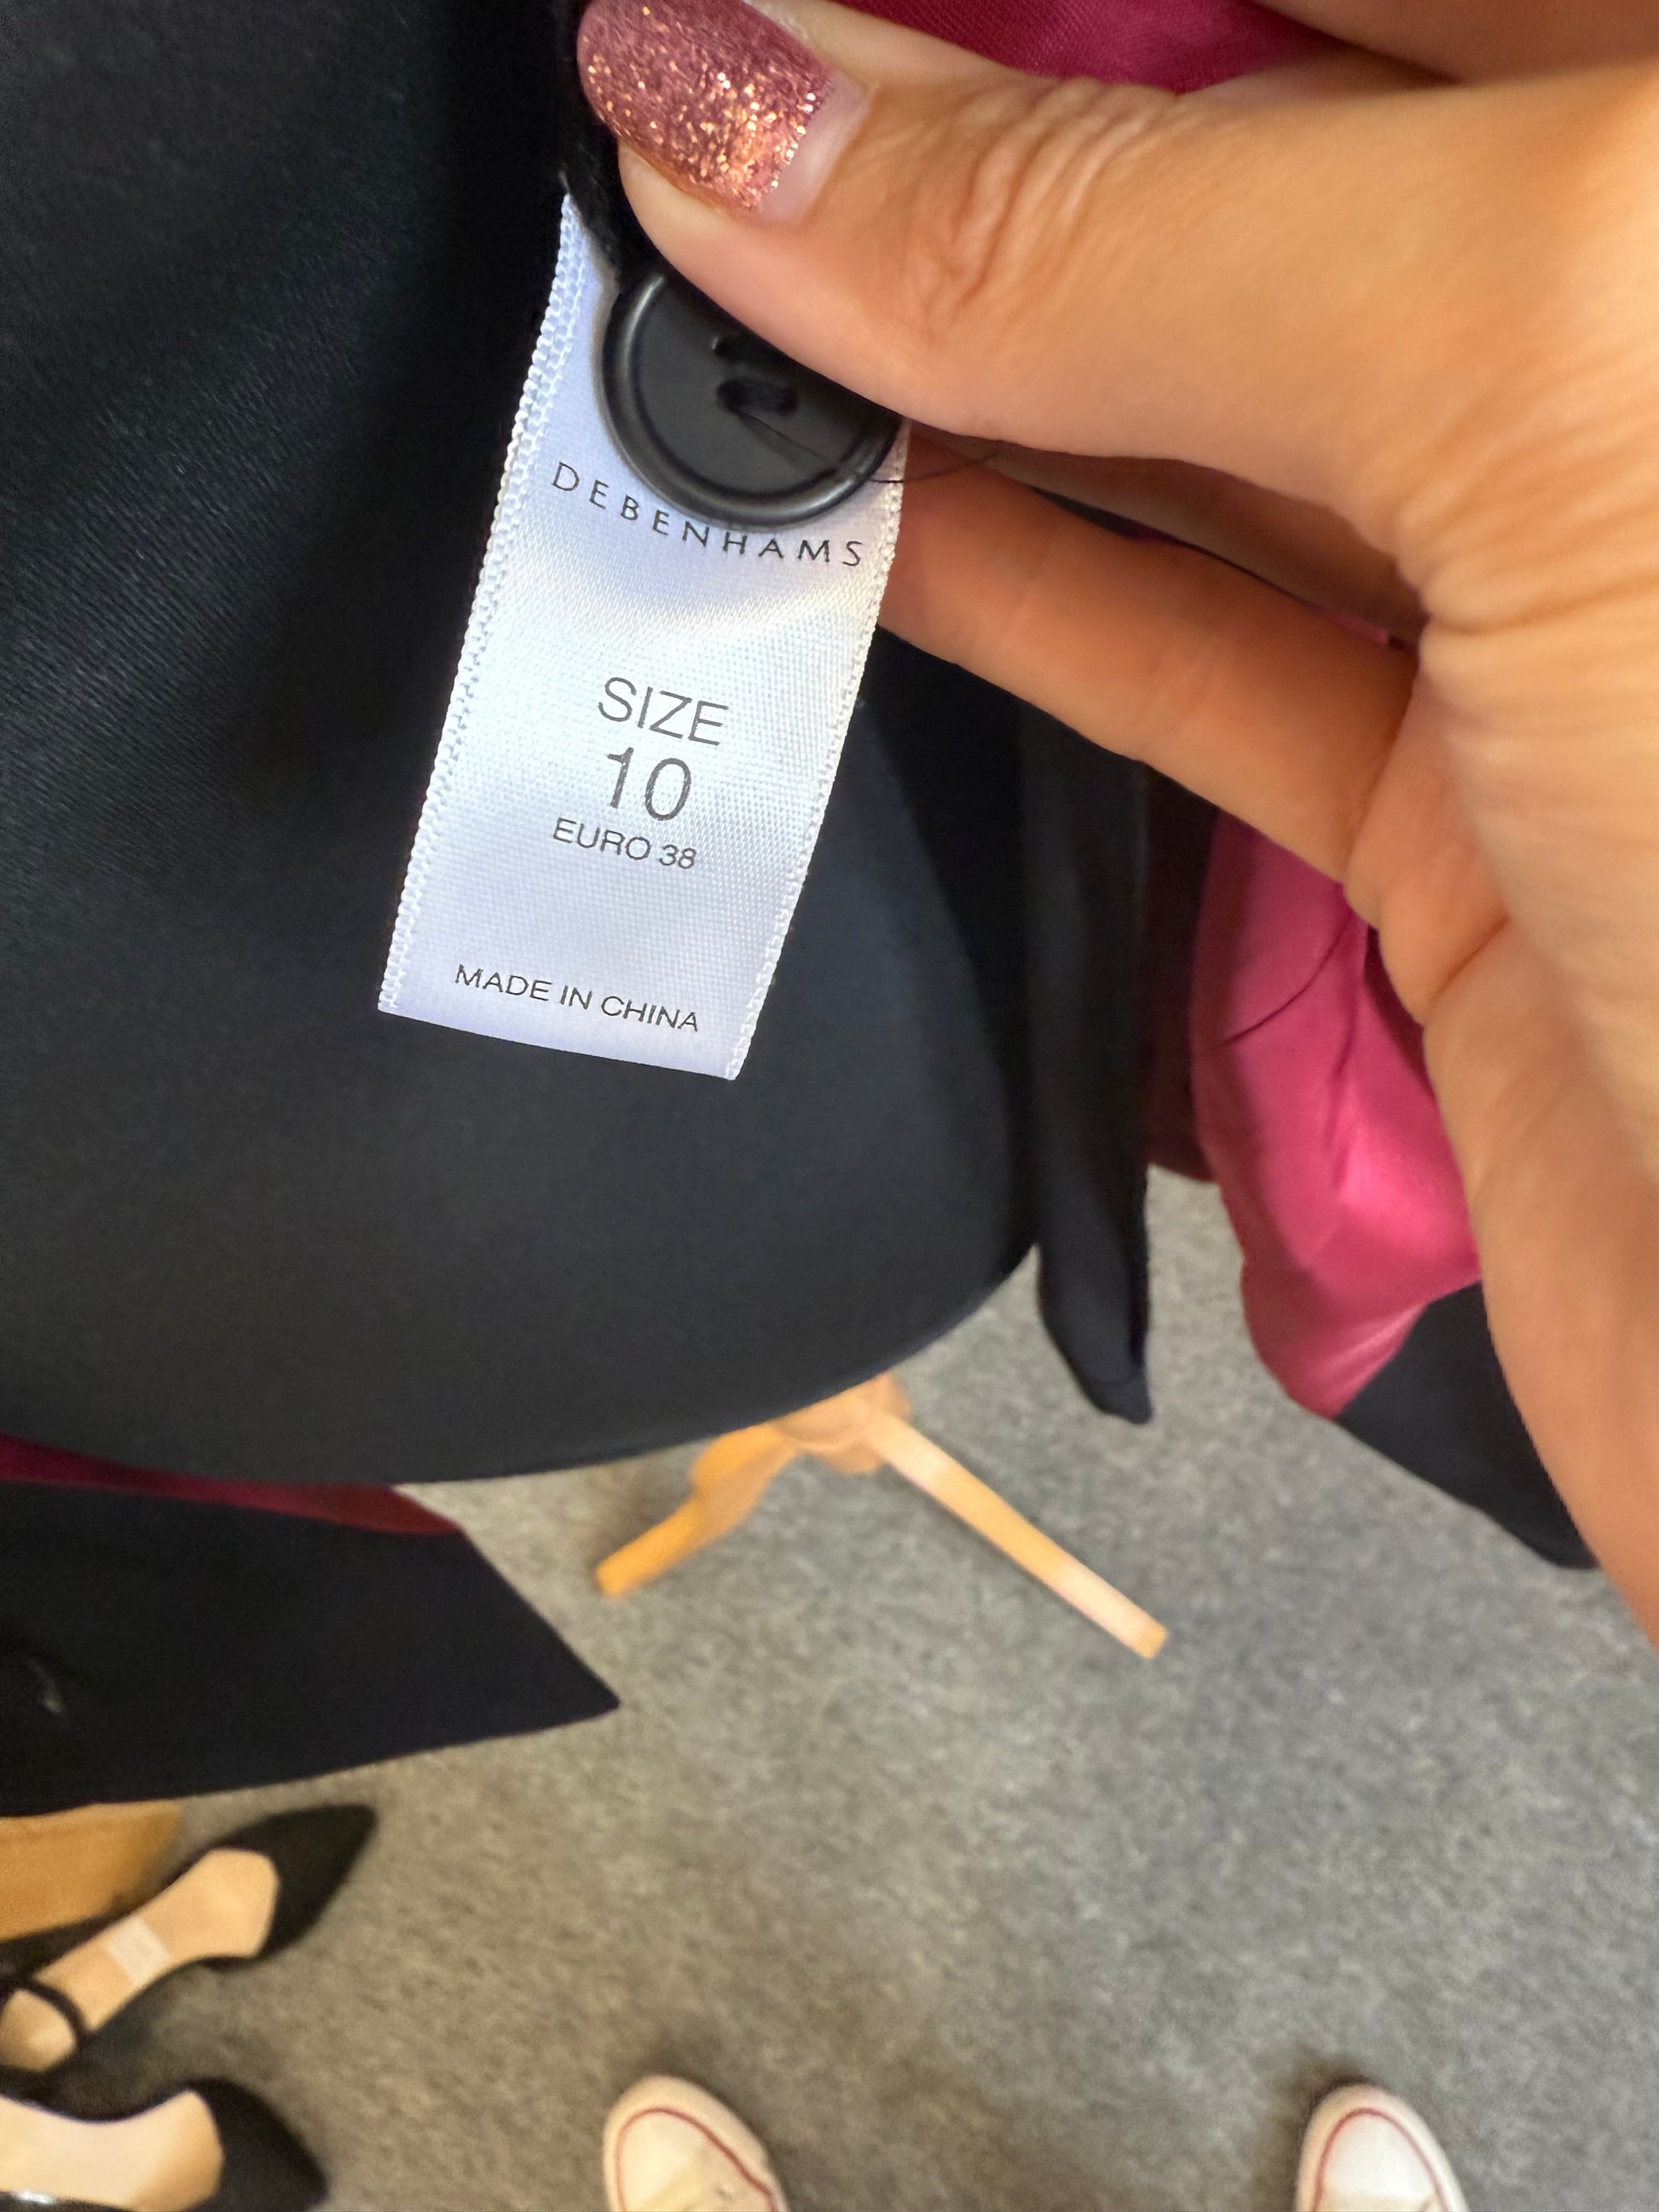 DEBENHAMS
SIZE
10
EURO 38
MADE IN CHINA